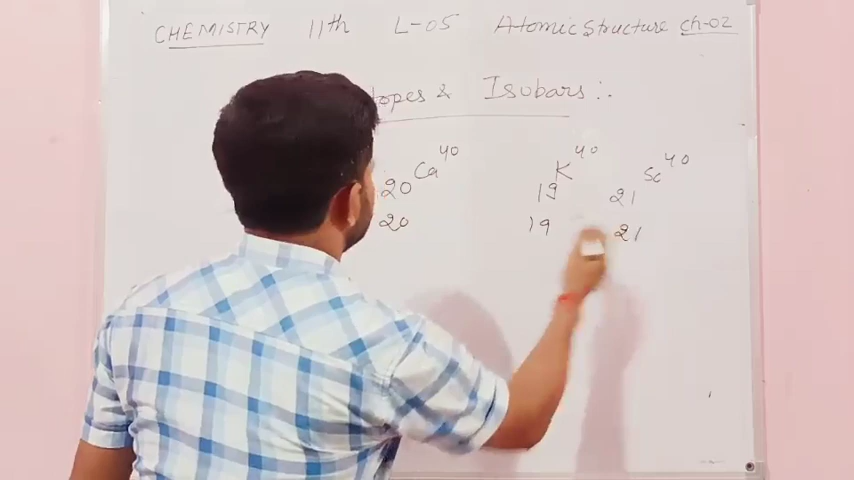 CHEMISTRY 11th L-05 Atomic Structure ch-02
topes & Isobars :.
20 Ca 40 19 K 40 21 Sc 40
20 19 21